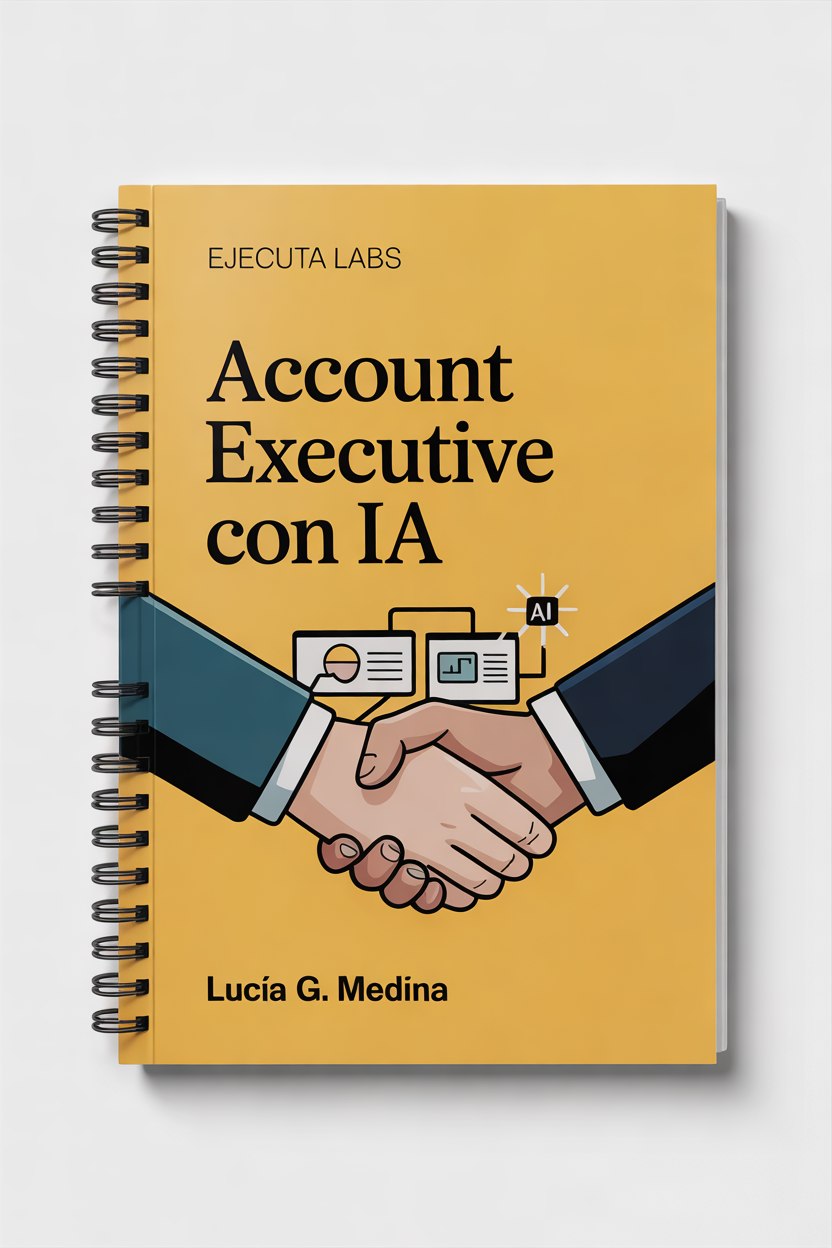 EJECUTA LABS
Account
Executive
con IA
AI
Lucía G. Medina